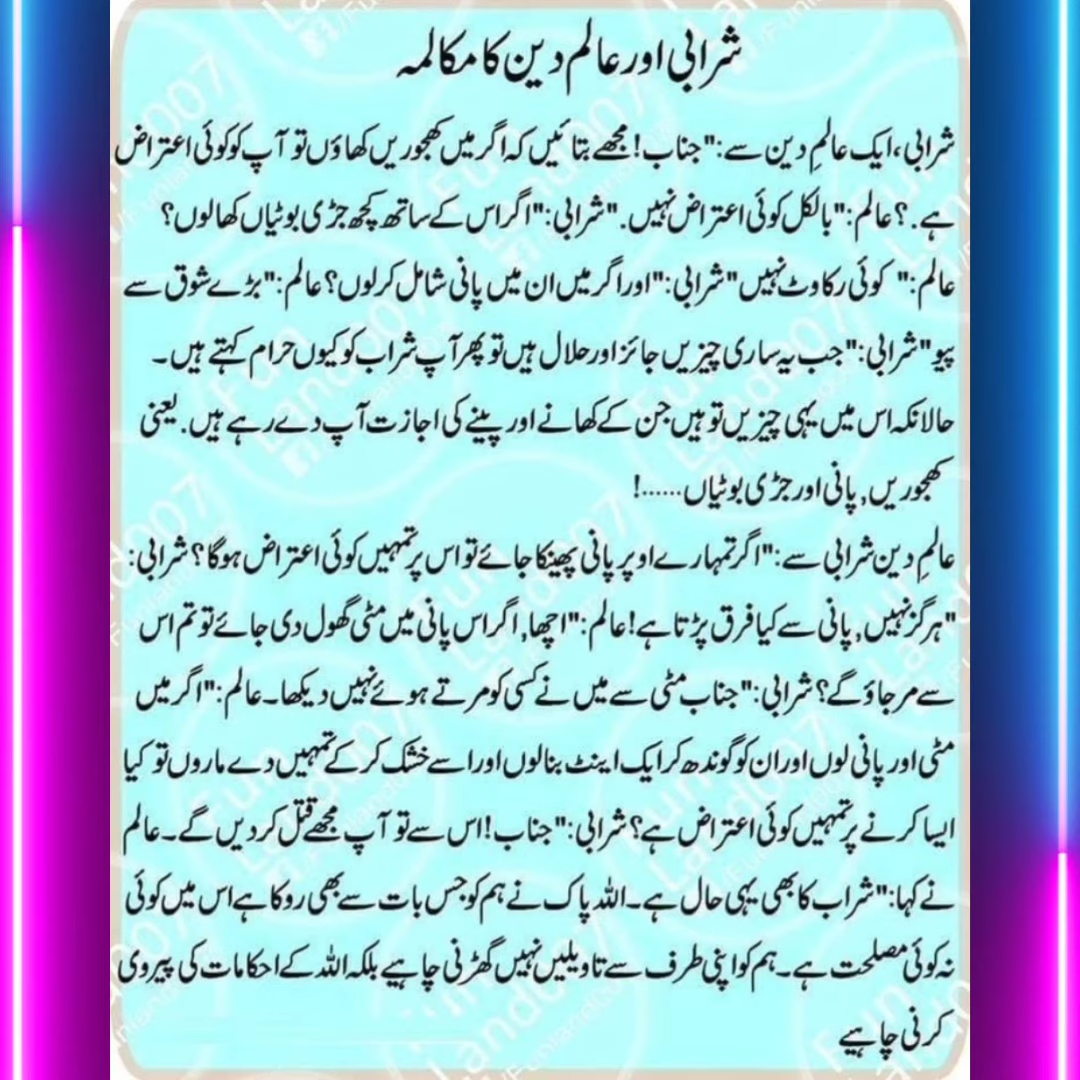 شرابی اور عالم دین کا مکالمہ
شرابی، ایک عالمِ دین سے: "جناب! مجھے بتائیں کہ اگر میں کھجوریں کھاؤں تو آپ کو کوئی اعتراض
ہے.؟ عالم: "بالکل کوئی اعتراض نہیں." شرابی: "اگر اس کے ساتھ کچھ جڑی بوٹیاں کھا لوں؟
عالم: " کوئی رکاوٹ نہیں" شرابی: "اور اگر میں ان میں پانی شامل کر لوں؟ عالم: "بڑے شوق سے
پیو" شرابی: "جب یہ ساری چیزیں جائز اور حلال ہیں تو پھر آپ شراب کو کیوں حرام کہتے ہیں۔
حالانکہ اس میں یہی چیزیں تو ہیں جن کے کھانے اور پینے کی اجازت آپ دے رہے ہیں. یعنی
کھجوریں, پانی اور جڑی بوٹیاں......!
عالمِ دین شرابی سے: "اگر تمہارے اوپر پانی پھینکا جائے تو اس پر تمہیں کوئی اعتراض ہوگا؟ شرابی:
"ہرگز نہیں, پانی سے کیا فرق پڑتا ہے! عالم: "اچھا, اگر اس پانی میں مٹی گھول دی جائے تو تم اس
سے مر جاؤ گے؟ شرابی: "جناب مٹی سے میں نے کسی کو مرتے ہوئے نہیں دیکھا۔ عالم: "اگر میں
مٹی اور پانی لوں اور ان کو گوندھ کر ایک اینٹ بنا لوں اور اسے خشک کر کے تمہیں دے ماروں تو کیا
ایسا کرنے پر تمہیں کوئی اعتراض ہے؟ شرابی: "جناب! اس سے تو آپ مجھے قتل کر دیں گے۔ عالم
نے کہا: "شراب کا بھی یہی حال ہے۔ اللہ پاک نے ہم کو جس بات سے بھی روکا ہے اس میں کوئی
نہ کوئی مصلحت ہے۔ ہم کو اپنی طرف سے تاویلیں نہیں گھڑنی چاہیے بلکہ اللہ کے احکامات کی پیروی
کرنی چاہیے
Fun Land007